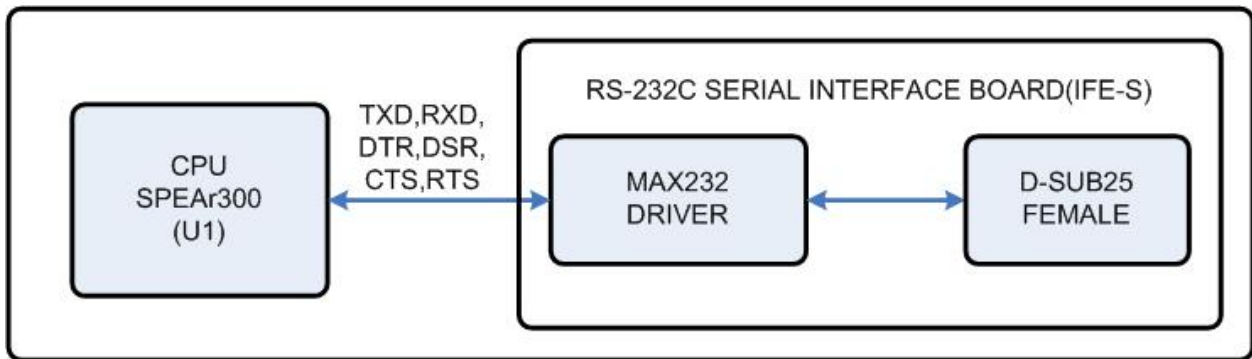 RS-232C SERIAL INTERFACE BOARD(IFE-S)
CPU
SPEAr300
(U1)
TXD,RXD,
DTR,DSR,
CTS,RTS
MAX232
DRIVER
D-SUB25
FEMALE